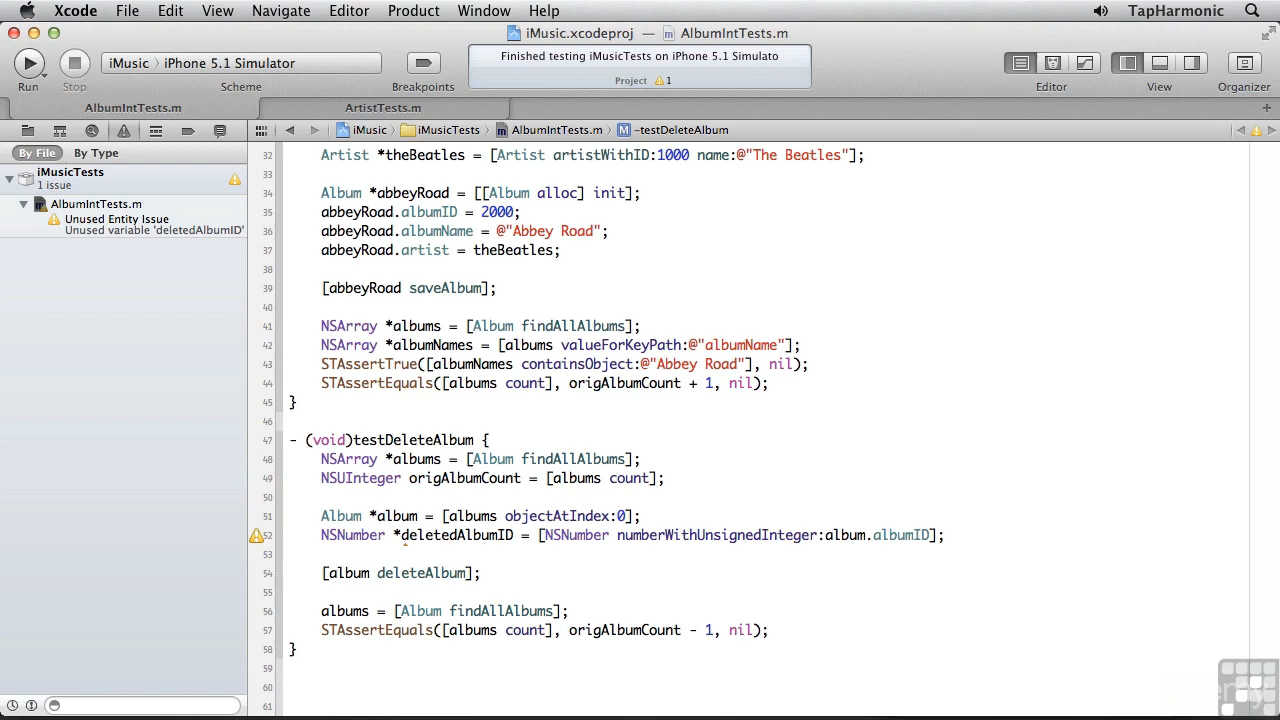 Xcode File Edit View Navigate Editor Product Window Help TapHarmonic
iMusic.xcodeproj — AlbumIntTests.m
iMusic 〉 iPhone 5.1 Simulator
Finished testing iMusicTests on iPhone 5.1 Simulato
Project 1
Run Stop Scheme Breakpoints Editor View Organizer
AlbumIntTests.m ArtistTests.m
iMusic iMusicTests AlbumIntTests.m M -testDeleteAlbum
By File By Type
iMusicTests
1 issue
AlbumIntTests.m
Unused Entity Issue
Unused variable 'deletedAlbumID'
32 Artist *theBeatles = [Artist artistWithID:1000 name:@"The Beatles"];
33
34 Album *abbeyRoad = [[Album alloc] init];
35 abbeyRoad.albumID = 2000;
36 abbeyRoad.albumName = @"Abbey Road";
37 abbeyRoad.artist = theBeatles;
38
39 [abbeyRoad saveAlbum];
40
41 NSArray *albums = [Album findAllAlbums];
42 NSArray *albumNames = [albums valueForKeyPath:@"albumName"];
43 STAssertTrue([albumNames containsObject:@"Abbey Road"], nil);
44 STAssertEquals([albums count], origAlbumCount + 1, nil);
45 }
46
47 - (void)testDeleteAlbum {
48 NSArray *albums = [Album findAllAlbums];
49 NSUInteger origAlbumCount = [albums count];
50
51 Album *album = [albums objectAtIndex:0];
52 NSNumber *deletedAlbumID = [NSNumber numberWithUnsignedInteger:album.albumID];
53
54 [album deleteAlbum];
55
56 albums = [Album findAllAlbums];
57 STAssertEquals([albums count], origAlbumCount - 1, nil);
58 }
59
60
61